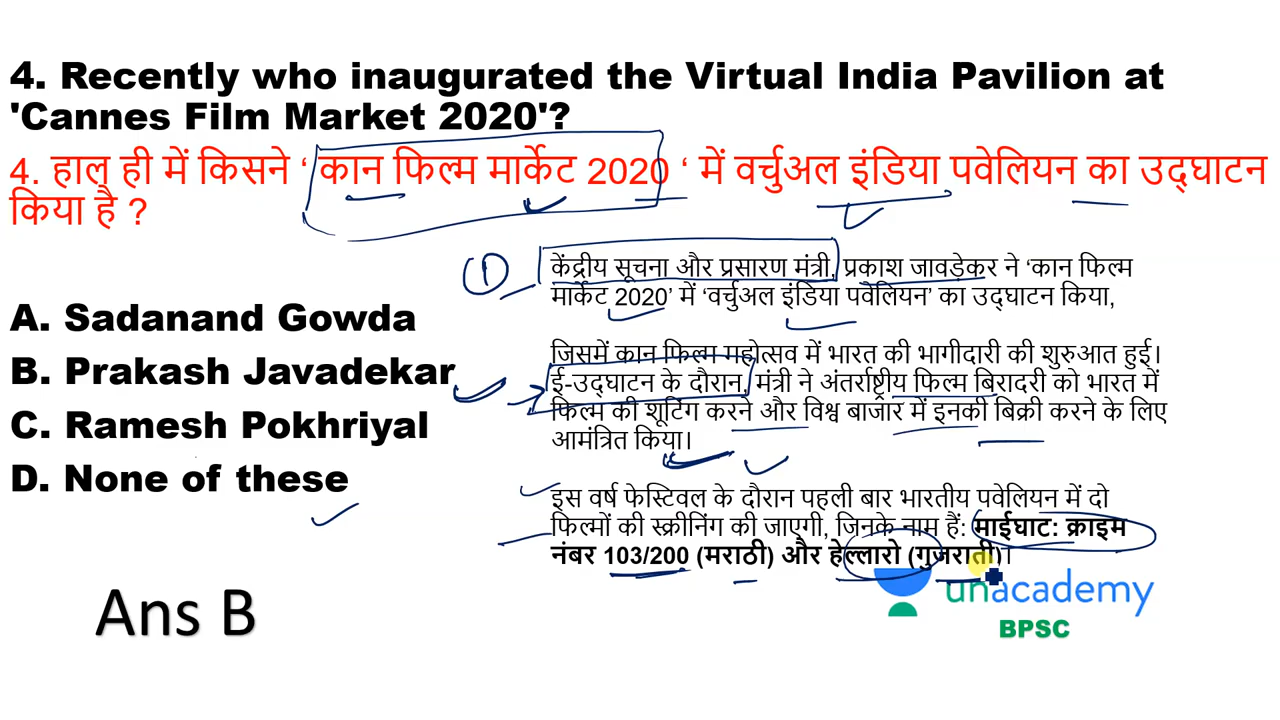 4. Recently who inaugurated the Virtual India Pavilion at
'Cannes Film Market 2020'?
4. हाल ही में किसने ‘ कान फिल्म मार्केट 2020 ‘ में वर्चुअल इंडिया पवेलियन का उद्घाटन
किया है ?
A. Sadanand Gowda
B. Prakash Javadekar
C. Ramesh Pokhriyal
D. None of these
Ans B
1
केंद्रीय सूचना और प्रसारण मंत्री, प्रकाश जावड़ेकर ने ‘कान फिल्म
मार्केट 2020’ में ‘वर्चुअल इंडिया पवेलियन’ का उद्घाटन किया,
जिसमें कान फिल्म महोत्सव में भारत की भागीदारी की शुरुआत हुई।
ई-उद्घाटन के दौरान, मंत्री ने अंतर्राष्ट्रीय फिल्म बिरादरी को भारत में
फिल्म की शूटिंग करने और विश्व बाजार में इनकी बिक्री करने के लिए
आमंत्रित किया।
इस वर्ष फेस्टिवल के दौरान पहली बार भारतीय पवेलियन में दो
फिल्मों की स्क्रीनिंग की जाएगी, जिनके नाम हैं: माईघाट: क्राइम
नंबर 103/200 (मराठी) और हेल्लारो (गुजराती)।
unacademy
BPSC